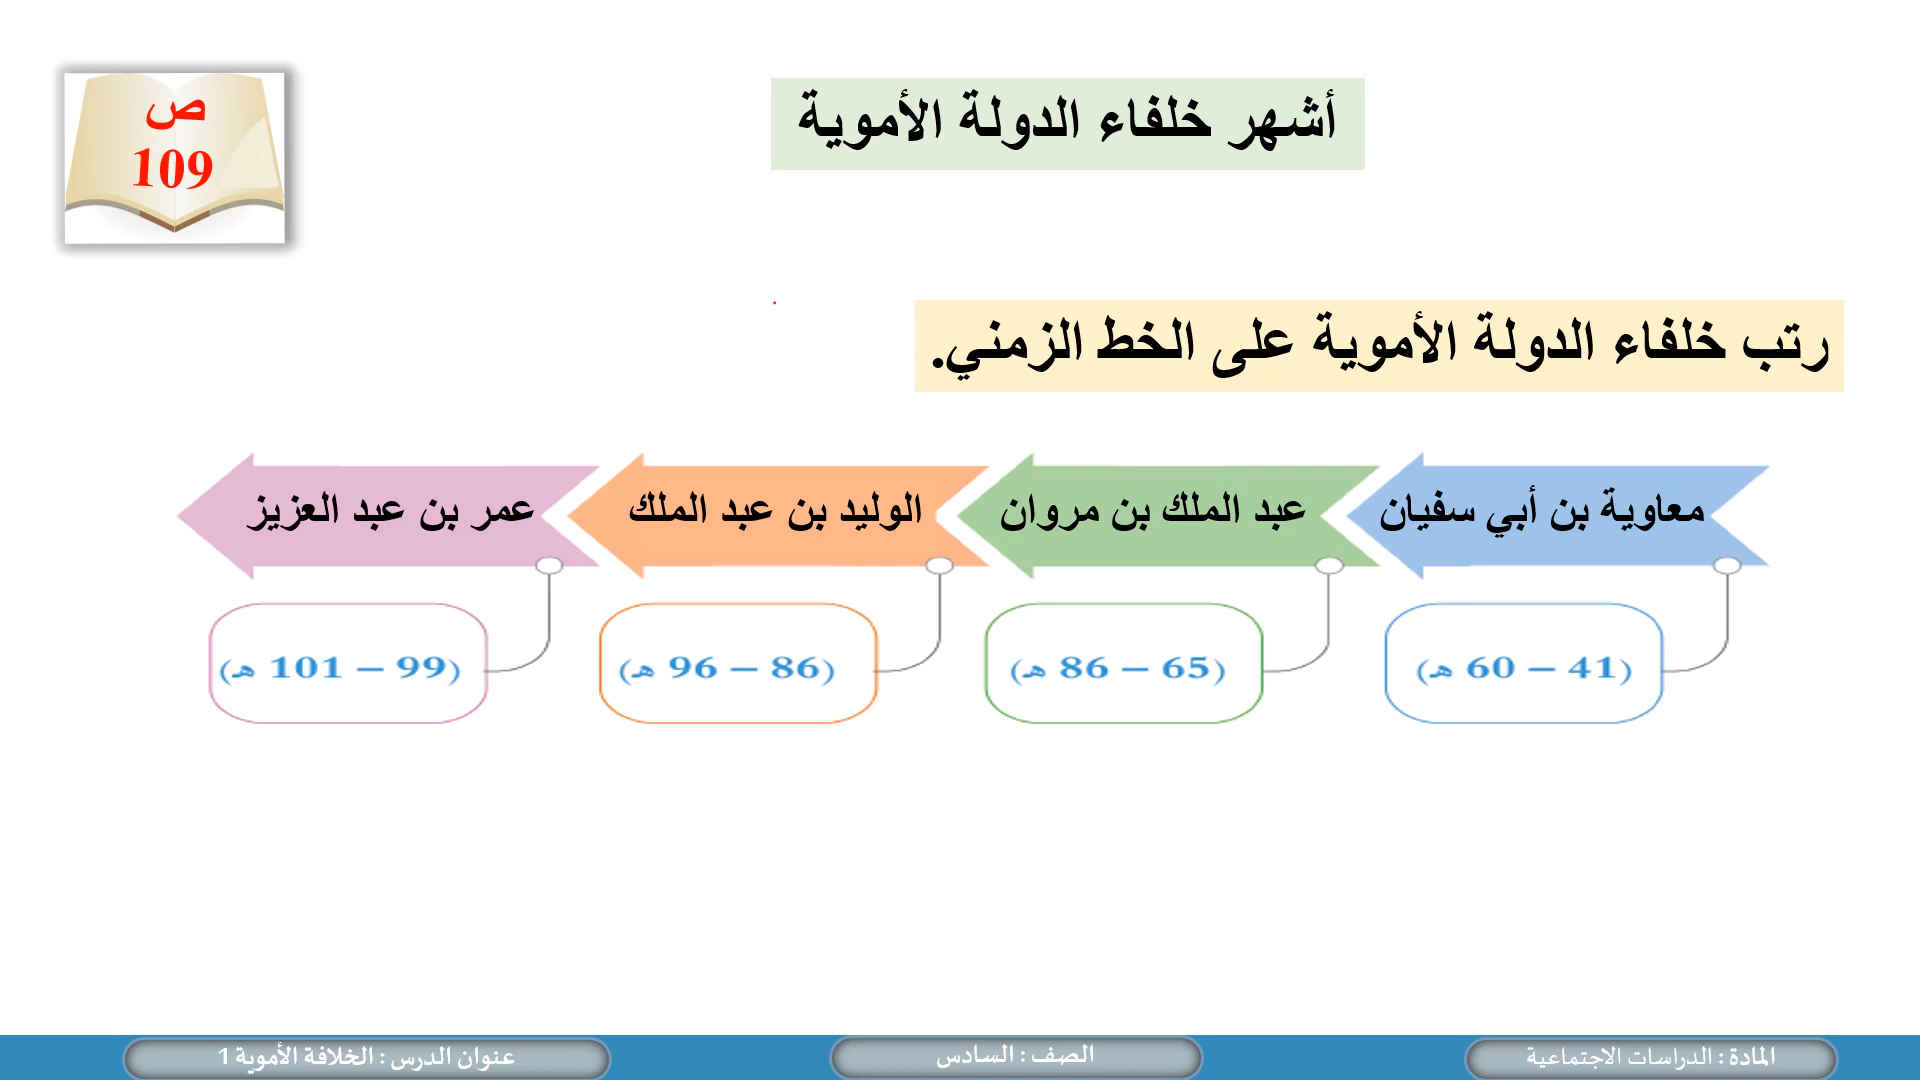 أشهر خلفاء الدولة الأموية
ص
109
رتب خلفاء الدولة الأموية على الخط الزمني.
معاوية بن أبي سفيان
عبد الملك بن مروان
الوليد بن عبد الملك
عمر بن عبد العزيز
(41 – 60 هـ)
(65 – 86 هـ)
(86 – 96 هـ)
(99 – 101 هـ)
المادة : الدراسات الاجتماعية
الصف : السادس
عنوان الدرس : الخلافة الأموية 1